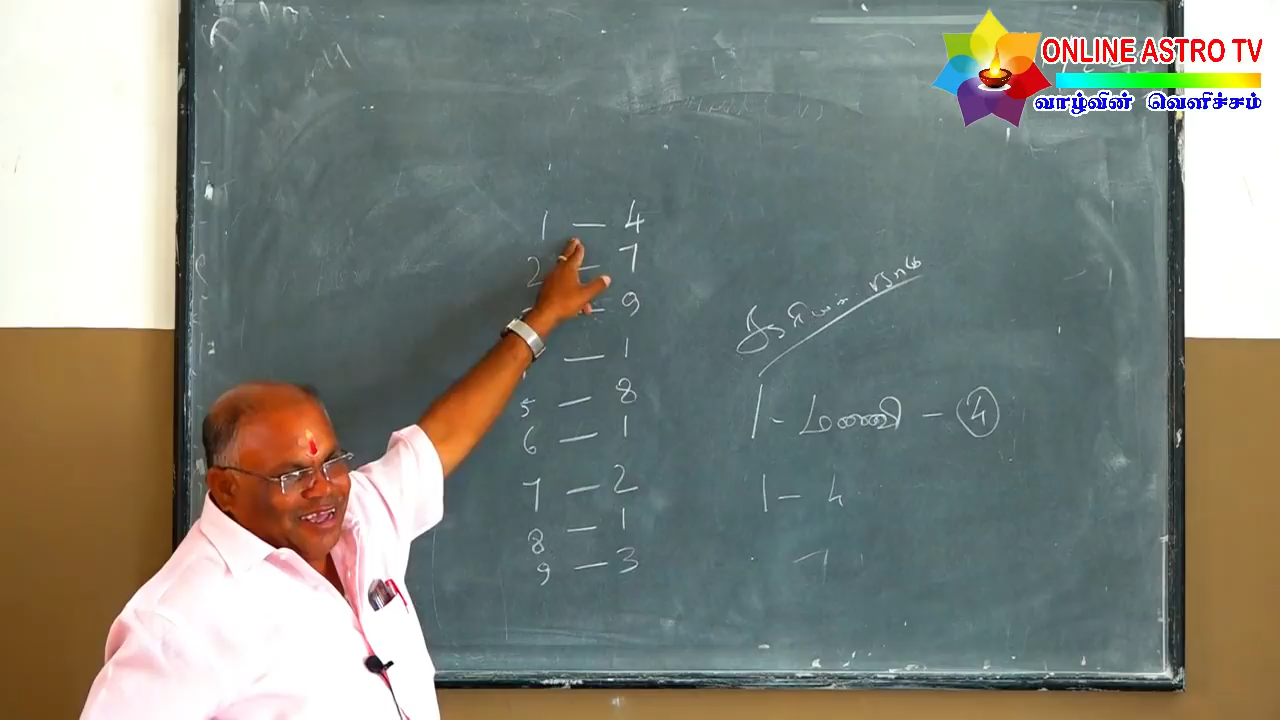 ONLINE ASTRO TV
வாழ்வின் வெளிச்சம்
1 – 4
2 – 7
– 9
– 1
5 – 8
6 – 1
7 – 2
8 – 1
9 – 3
1 - மணி - 4
1 – 4
7